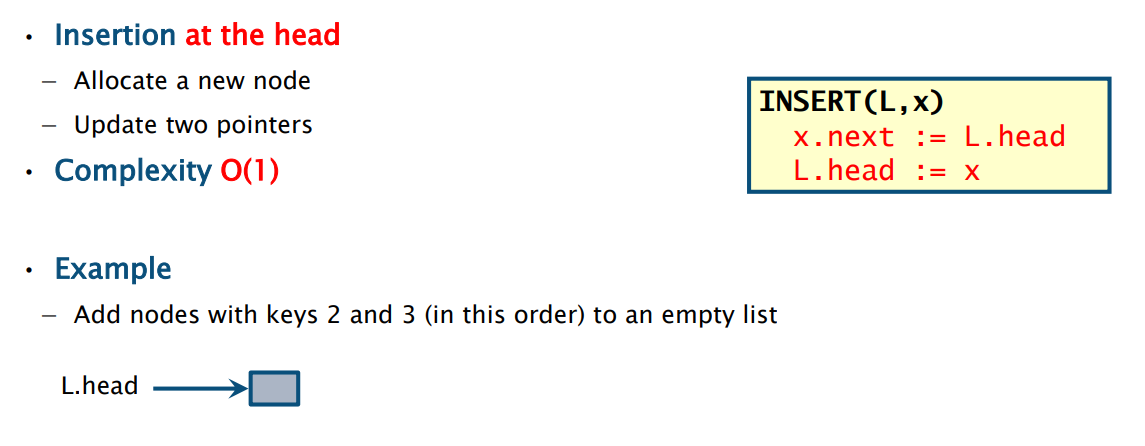 • Insertion at the head
– Allocate a new node
– Update two pointers
• Complexity O(1)
INSERT(L,x)
x.next := L.head
L.head := x
• Example
– Add nodes with keys 2 and 3 (in this order) to an empty list
L.head